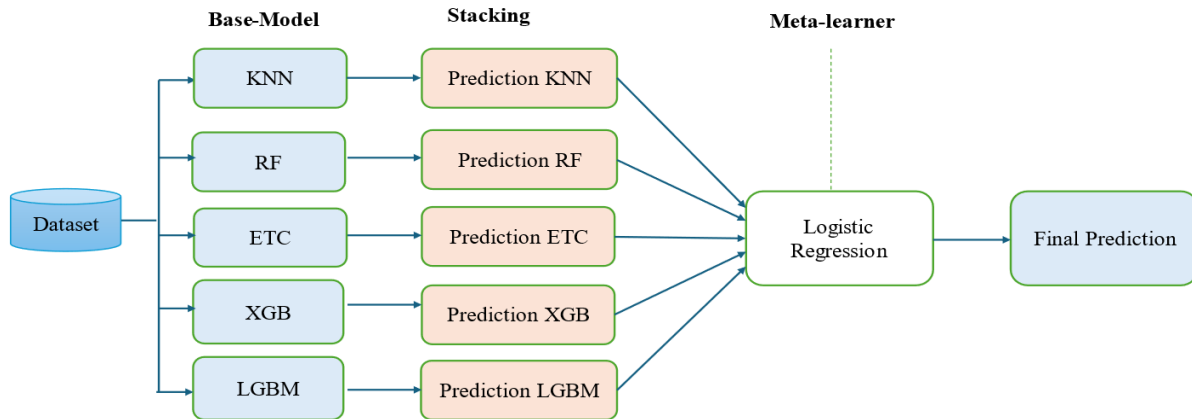 Base-Model
Stacking
Meta-learner
KNN
Prediction KNN
RF
Prediction RF
Dataset
ETC
Prediction ETC
Logistic
Regression
Final Prediction
XGB
Prediction XGB
LGBM
Prediction LGBM